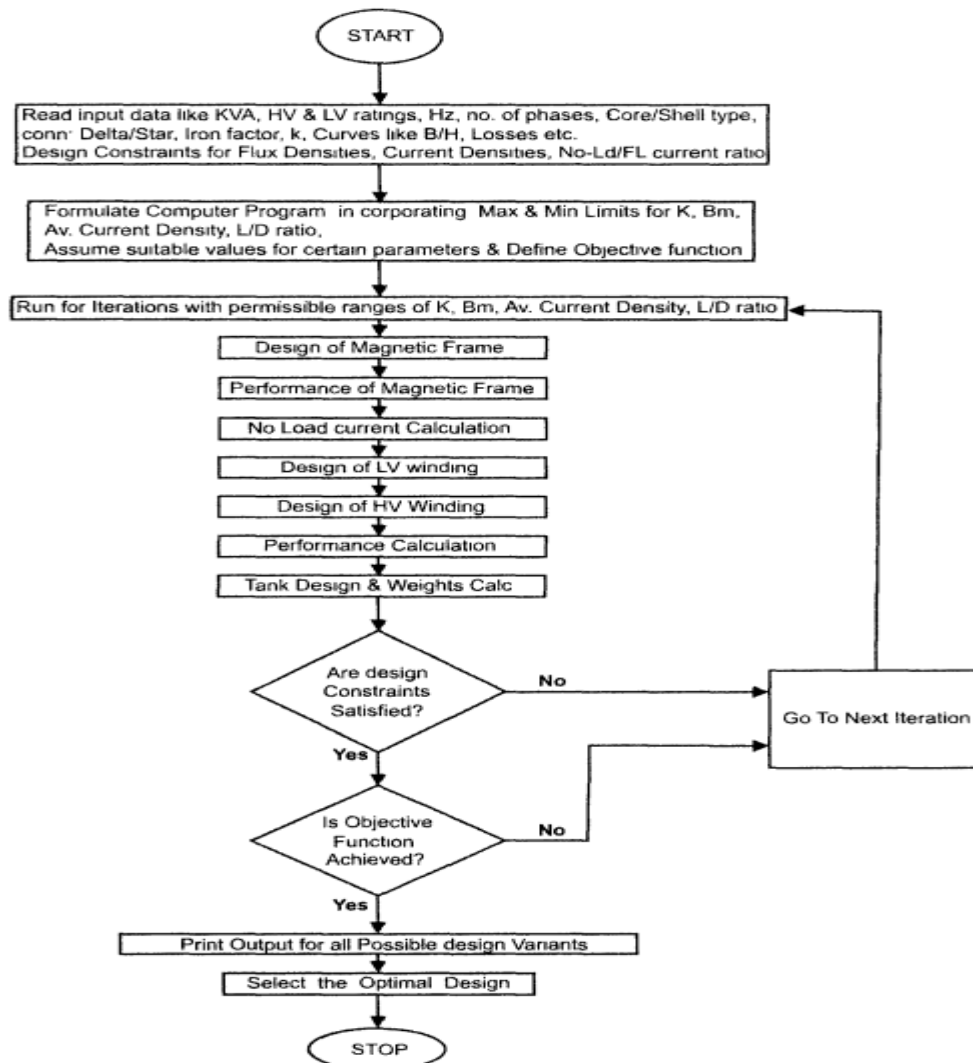 START
Read input data like KVA, HV & LV ratings, Hz, no. of phases, Core/Shell type,
conn: Delta/Star, Iron factor, k, Curves like B/H, Losses etc.
Design Constraints for Flux Densities, Current Densities, No-Ld/FL current ratio
Formulate Computer Program in corporating Max & Min Limits for K, Bm,
Av. Current Density, L/D ratio,
Assume suitable values for certain parameters & Define Objective function
Run for Iterations with permissible ranges of K, Bm, Av. Current Density, L/D ratio
Design of Magnetic Frame
Performance of Magnetic Frame
No Load current Calculation
Design of LV winding
Design of HV Winding
Performance Calculation
Tank Design & Weights Calc
Are design
Constraints
Satisfied?
No
Go To Next Iteration
Yes
Is Objective
Function
Achieved?
No
Yes
Print Output for all Possible design Variants
Select the Optimal Design
STOP